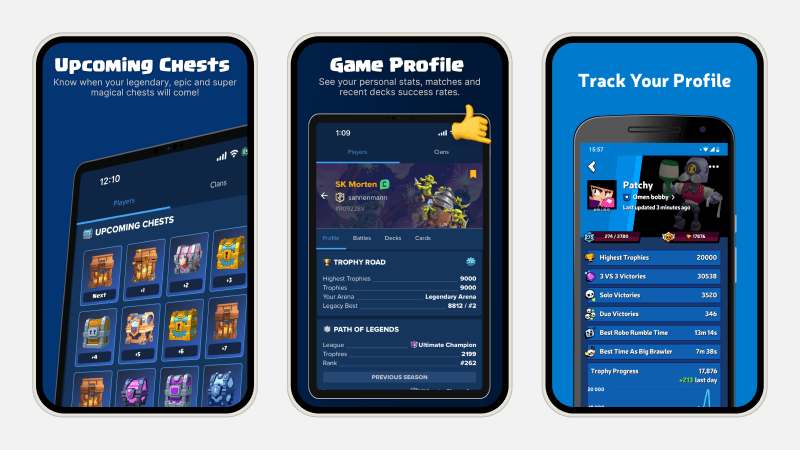 Upcoming Chests
Know when your legendary, epic and super
magical chests will come!
12:10
Players
Clans
UPCOMING CHESTS
Next
+1
+2
+3
+4
+5
+6
+7
Game Profile
See your personal stats, matches and
recent decks success rates.
1:09
Players
Clans
SK Morten
sannenmann
#R09226V
Profile
Battles
Decks
Cards
TROPHY ROAD
Highest Trophies 9000
Trophies 9000
Your Arena Legendary Arena
Legacy Best 8812 / #2
PATH OF LEGENDS
League Ultimate Champion
Trophies 2199
Rank #262
PREVIOUS SEASON
Track Your Profile
15:57
Patchy
Omen bobby
Last updated 3 minutes ago
274 / 2780
17876
Highest Trophies 20000
3 VS 3 Victories 30538
Solo Victories 3520
Duo Victories 346
Best Robo Rumble Time 13m 14s
Best Time As Big Brawler 7m 38s
Trophy Progress 17,876
+213 last day
20 000